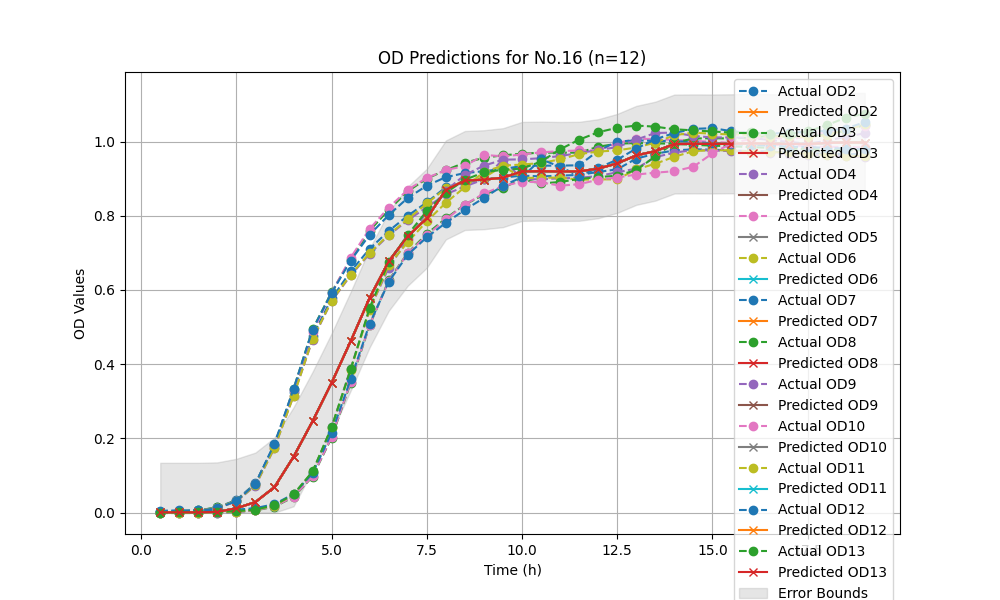 OD Predictions for No.16 (n=12)
OD Values
1.0
0.8
0.6
0.4
0.2
0.0
0.0
2.5
5.0
7.5
10.0
12.5
15.0
Time (h)
Actual OD2
Predicted OD2
Actual OD3
Predicted OD3
Actual OD4
Predicted OD4
Actual OD5
Predicted OD5
Actual OD6
Predicted OD6
Actual OD7
Predicted OD7
Actual OD8
Predicted OD8
Actual OD9
Predicted OD9
Actual OD10
Predicted OD10
Actual OD11
Predicted OD11
Actual OD12
Predicted OD12
Actual OD13
Predicted OD13
Error Bounds